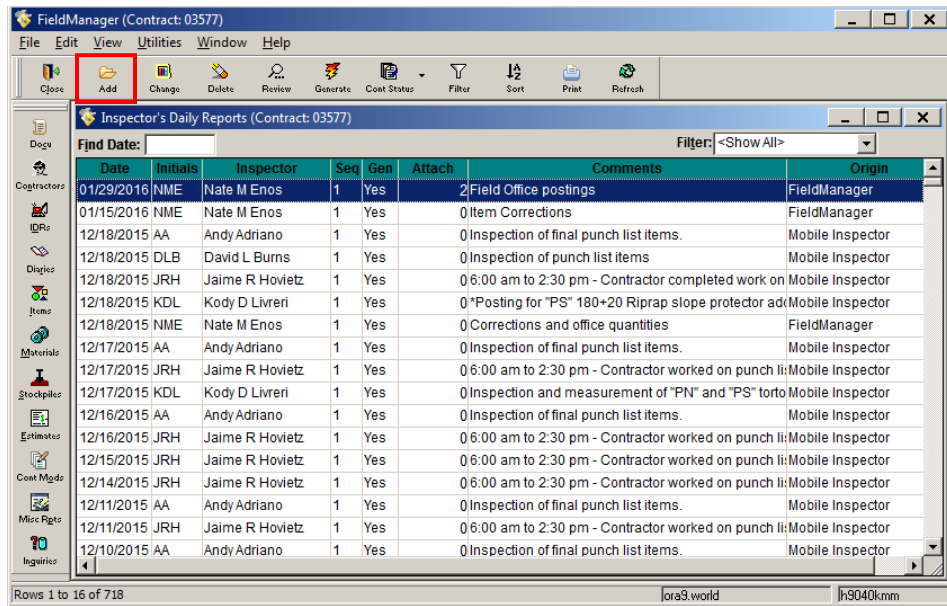 FieldManager (Contract: 03577)
File Edit View Utilities Window Help
Close Add Change Delete Review Generate Cont Status Filter Sort Print Refresh
Inspector's Daily Reports (Contract: 03577)
Find Date: Filter: <Show All>
Date Initials Inspector Seq Gen Attach Comments Origin
01/29/2016 NME Nate M Enos 1 Yes 2 Field Office postings FieldManager
01/15/2016 NME Nate M Enos 1 Yes 0 Item Corrections FieldManager
12/18/2015 AA Andy Adriano 1 Yes 0 Inspection of final punch list items. Mobile Inspector
12/18/2015 DLB David L Burns 1 Yes 0 Inspection of punch list items Mobile Inspector
12/18/2015 JRH Jaime R Hovietz 1 Yes 0 6:00 am to 2:30 pm - Contractor completed work on Mobile Inspector
12/18/2015 KDL Kody D Livreri 1 Yes 0 *Posting for "PS" 180+20 Riprap slope protector add Mobile Inspector
12/18/2015 NME Nate M Enos 1 Yes 0 Corrections and office quantities FieldManager
12/17/2015 AA Andy Adriano 1 Yes 0 Inspection of final punch list items. Mobile Inspector
12/17/2015 JRH Jaime R Hovietz 1 Yes 0 6:00 am to 2:30 pm - Contractor worked on punch li Mobile Inspector
12/17/2015 KDL Kody D Livreri 1 Yes 0 Inspection and measurement of "PN" and "PS" torto Mobile Inspector
12/16/2015 AA Andy Adriano 1 Yes 0 Inspection of final punch list items. Mobile Inspector
12/16/2015 JRH Jaime R Hovietz 1 Yes 0 6:00 am to 2:30 pm - Contractor worked on punch li Mobile Inspector
12/15/2015 JRH Jaime R Hovietz 1 Yes 0 6:00 am to 2:30 pm - Contractor worked on punch li Mobile Inspector
12/14/2015 JRH Jaime R Hovietz 1 Yes 0 6:00 am to 2:30 pm - Contractor worked on punch li Mobile Inspector
12/11/2015 AA Andy Adriano 1 Yes 0 Inspection of final punch list items. Mobile Inspector
12/11/2015 JRH Jaime R Hovietz 1 Yes 0 6:00 am to 2:30 pm - Contractor worked on punch li Mobile Inspector
12/10/2015 AA Andy Adriano 1 Yes 0 Inspection of final punch list items. Mobile Inspector
Docu
Contractors
IDRs
Diaries
Items
Materials
Stockpiles
Estimates
Cont Mods
Misc Rpts
Inquiries
Rows 1 to 16 of 718 ora9.world h9040kmm